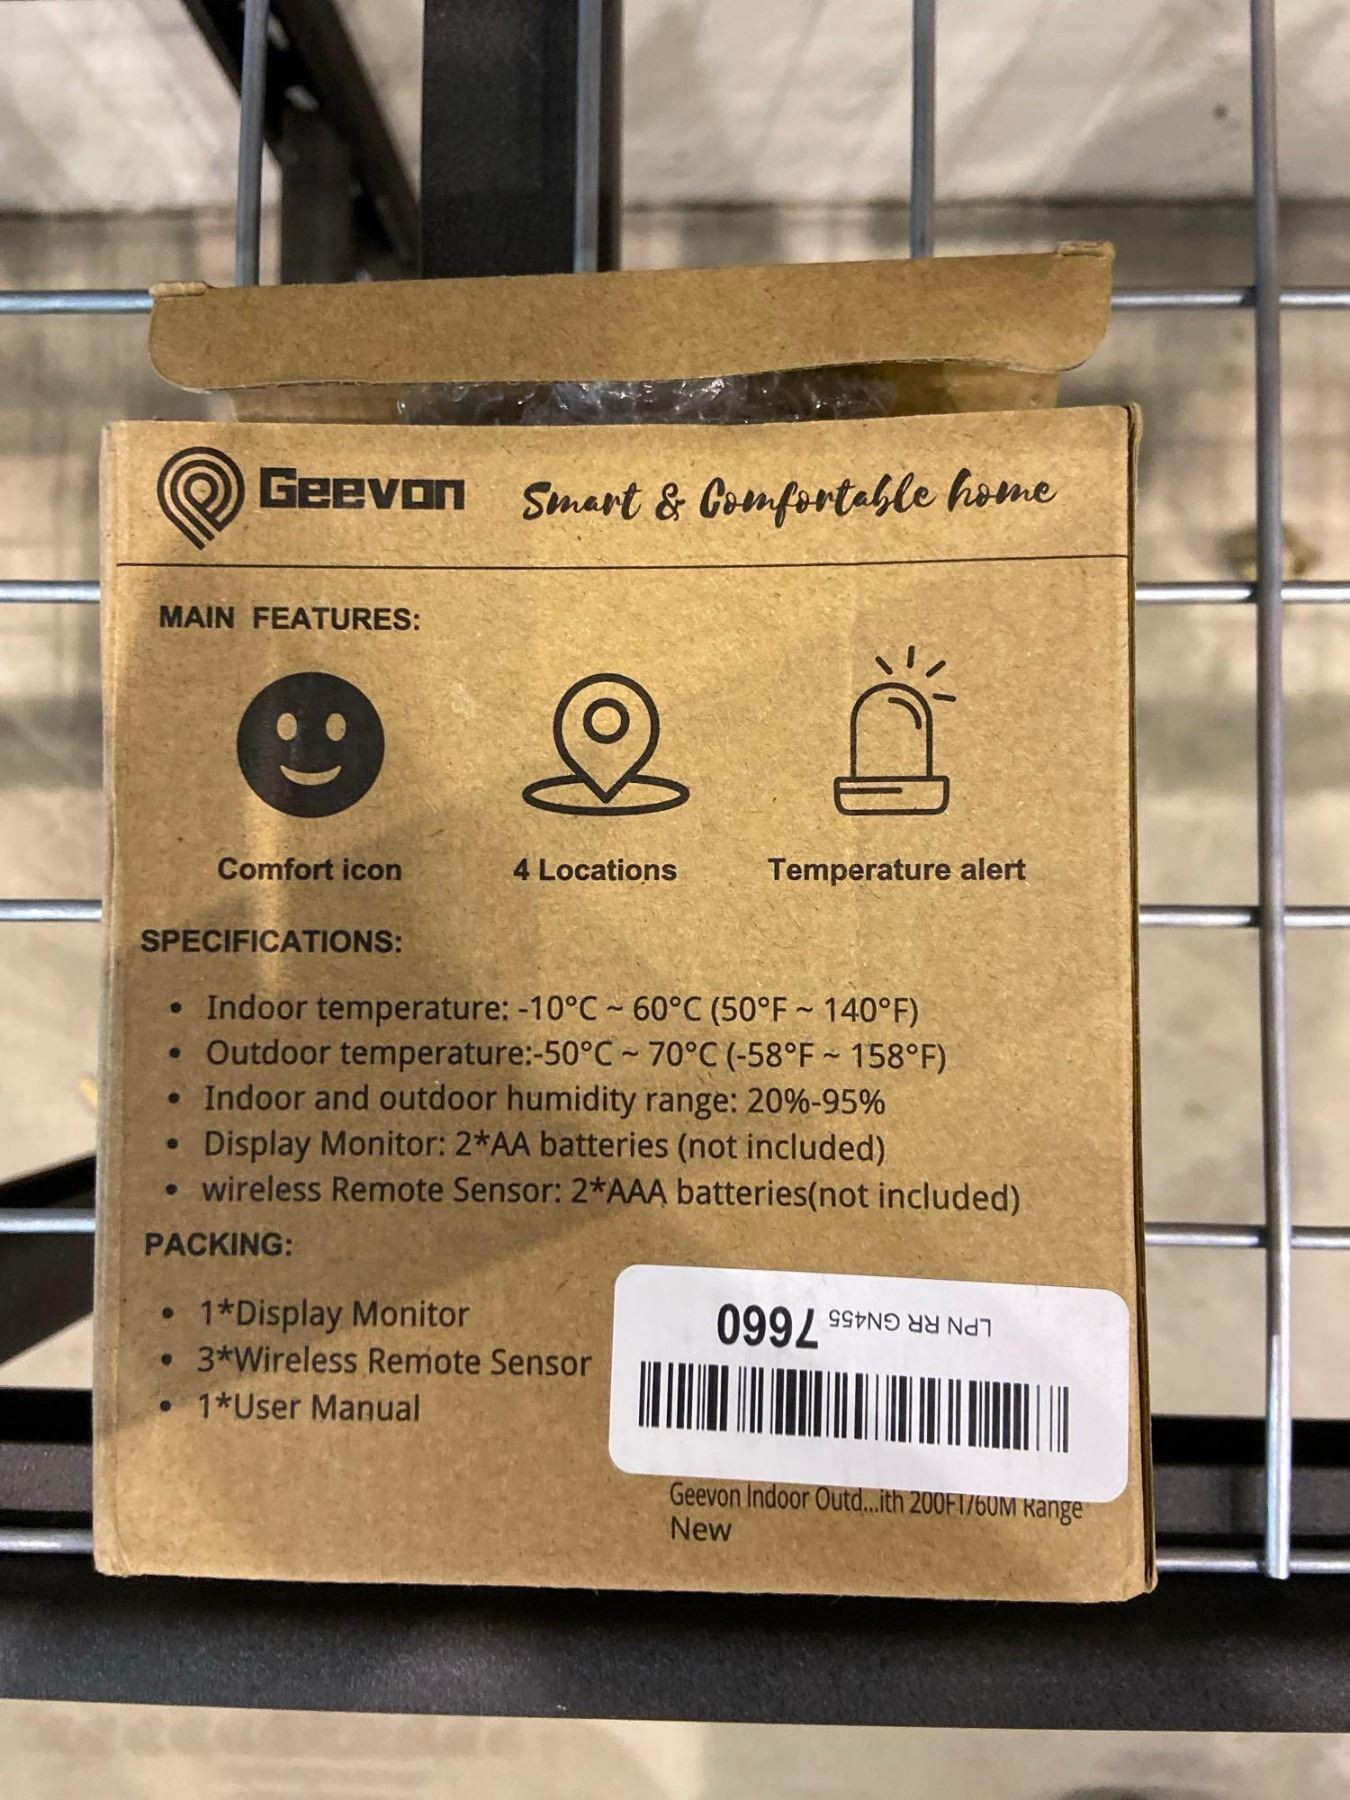 Geevon Smart & Comfortable home
MAIN FEATURES:
Comfort icon 4 Locations Temperature alert
SPECIFICATIONS:
• Indoor temperature: -10°C ~ 60°C (50°F ~ 140°F)
• Outdoor temperature:-50°C ~ 70°C (-58°F ~ 158°F)
• Indoor and outdoor humidity range: 20%-95%
• Display Monitor: 2*AA batteries (not included)
• wireless Remote Sensor: 2*AAA batteries(not included)
PACKING:
• 1*Display Monitor
• 3*Wireless Remote Sensor
• 1*User Manual
LPN RR GN455 7660
Geevon Indoor Outd...ith 200FT/60M Range
New